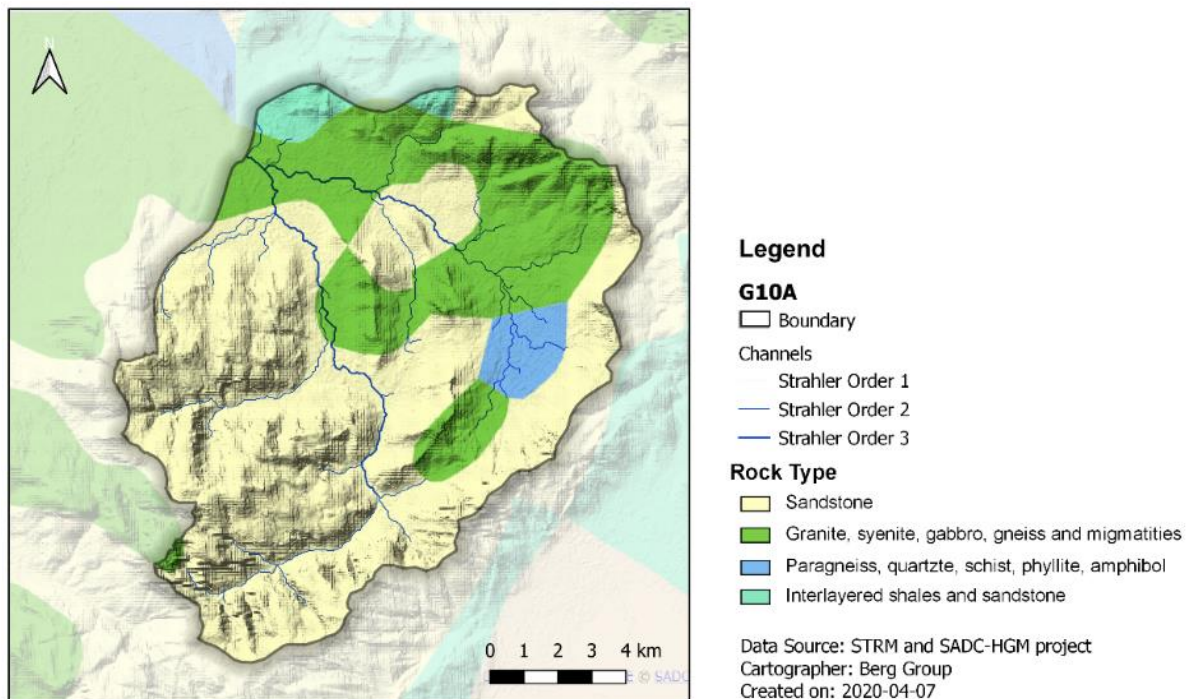 N
0 1 2 3 4 km
E © SADC
Legend
G10A
Boundary
Channels
Strahler Order 1
Strahler Order 2
Strahler Order 3
Rock Type
Sandstone
Granite, syenite, gabbro, gneiss and migmatities
Paragneiss, quartzte, schist, phyllite, amphibol
Interlayered shales and sandstone
Data Source: STRM and SADC-HGM project
Cartographer: Berg Group
Created on: 2020-04-07